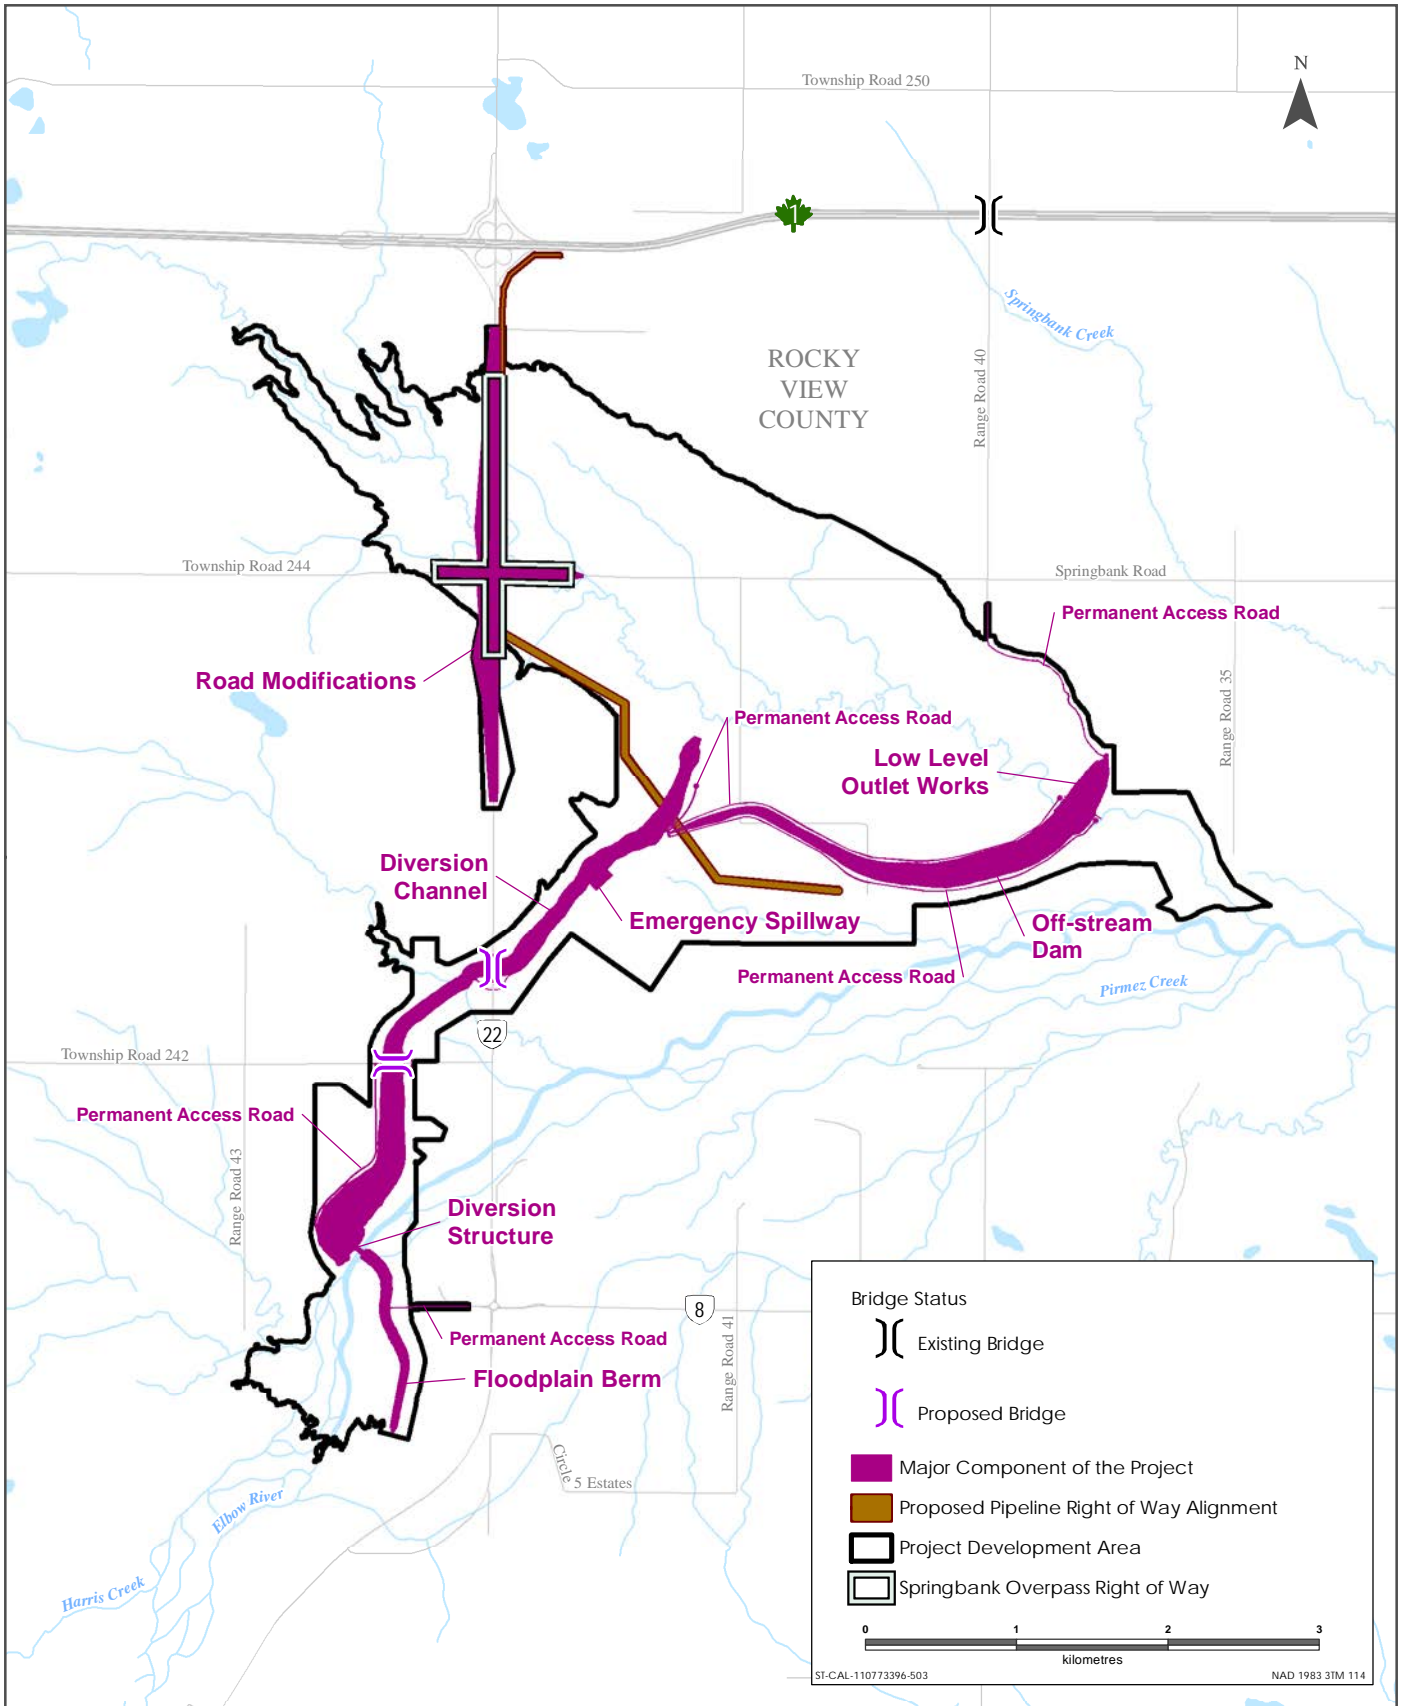 Township Road 250
N
1
Springbank Creek
ROCKY
VIEW
COUNTY
Range Road 40
Township Road 244
Springbank Road
Permanent Access Road
Road Modifications
Range Road 35
Permanent Access Road
Low Level
Outlet Works
Diversion
Channel
Emergency Spillway
Off-stream
Dam
Permanent Access Road
Pirmez Creek
22
Township Road 242
Permanent Access Road
Range Road 43
Diversion
Structure
8
Permanent Access Road
Range Road 41
Floodplain Berm
Circle 5 Estates
Elbow River
Harris Creek
Bridge Status
Existing Bridge
Proposed Bridge
Major Component of the Project
Proposed Pipeline Right of Way Alignment
Project Development Area
Springbank Overpass Right of Way
0 1 2 3
kilometres
ST-CAL-110773396-503 NAD 1983 3TM 114